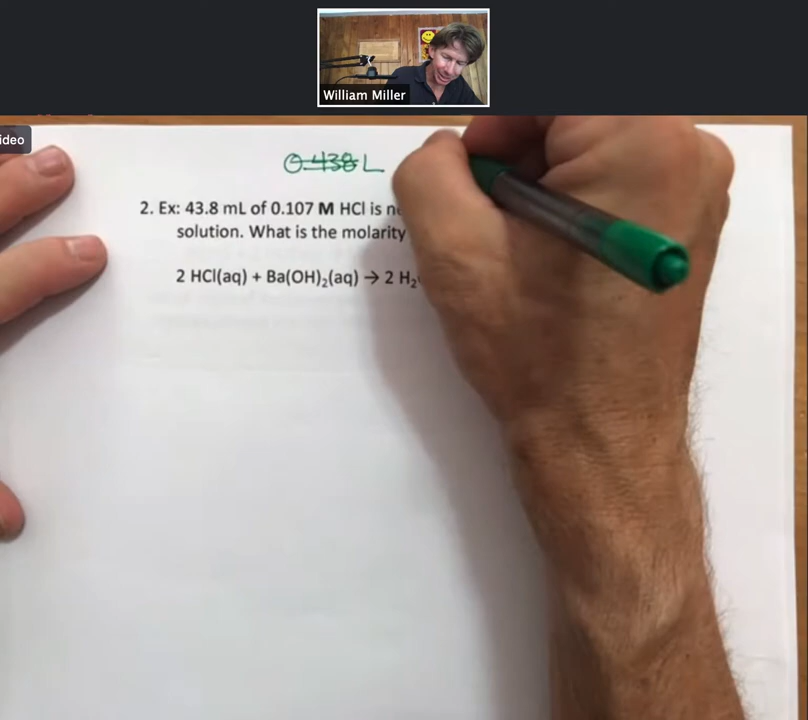 William Miller
ideo
0.438 L
2. Ex: 43.8 mL of 0.107 M HCl is
solution. What is the molarity
2 HCl(aq) + Ba(OH)₂(aq) → 2 H₂